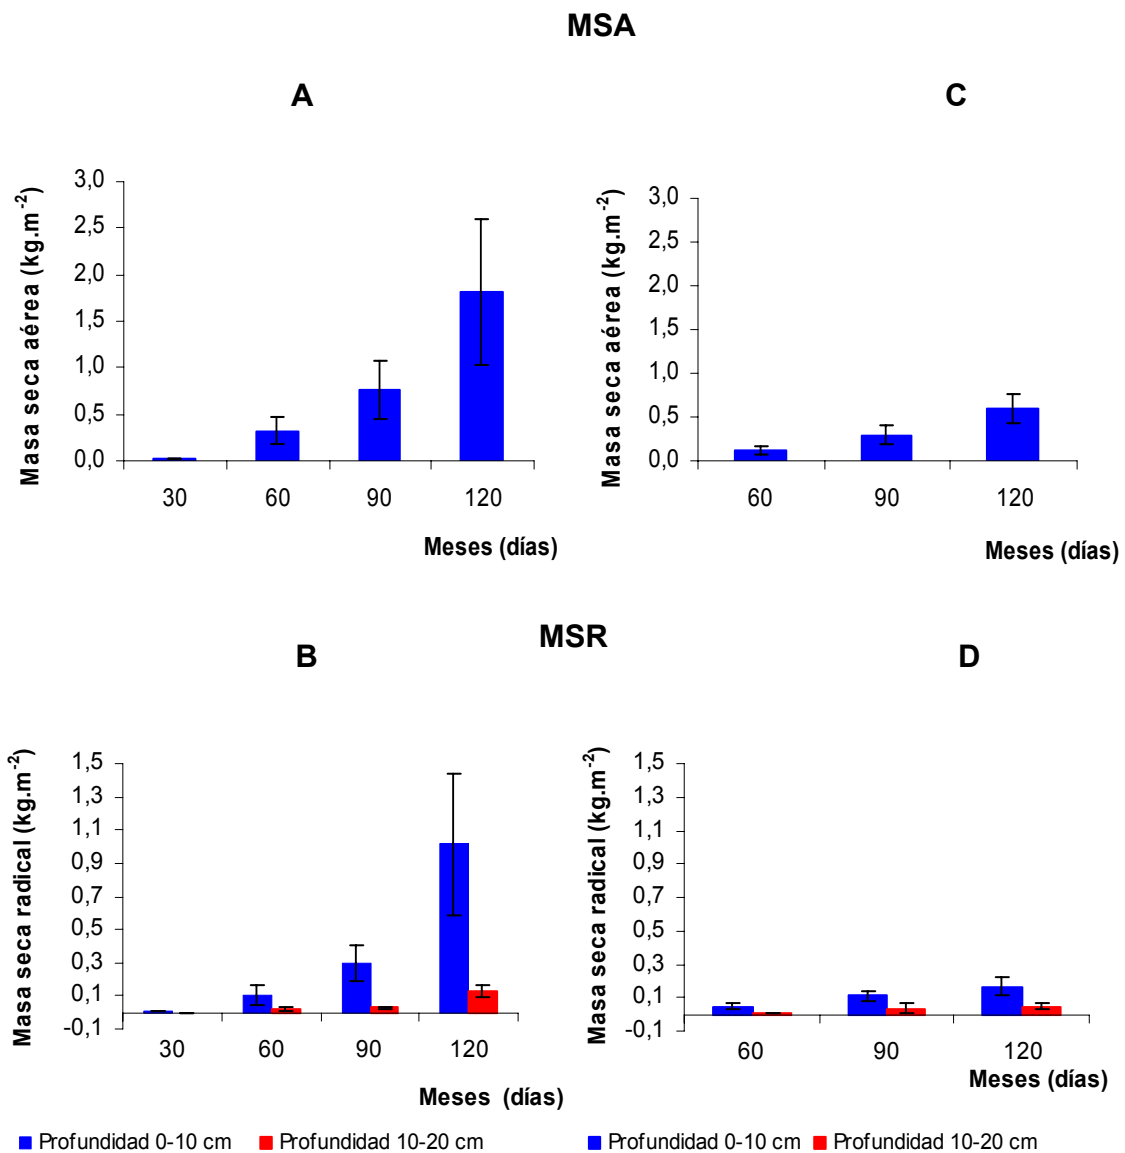 MSA
A
C
Masa seca aérea (kg.m-2)
3,0
2,5
2,0
1,5
1,0
0,5
0,0
30 60 90 120
Meses (días)
Masa seca aérea (kg.m-2)
3,0
2,5
2,0
1,5
1,0
0,5
0,0
60 90 120
Meses (días)
MSR
B
D
Masa seca radical (kg.m-2)
1,5
1,3
1,1
0,9
0,7
0,5
0,3
0,1
-0,1
30 60 90 120
Meses (días)
Profundidad 0-10 cm Profundidad 10-20 cm
Masa seca radical (kg.m-2)
1,5
1,3
1,1
0,9
0,7
0,5
0,3
0,1
-0,1
60 90 120
Meses (días)
Profundidad 0-10 cm Profundidad 10-20 cm